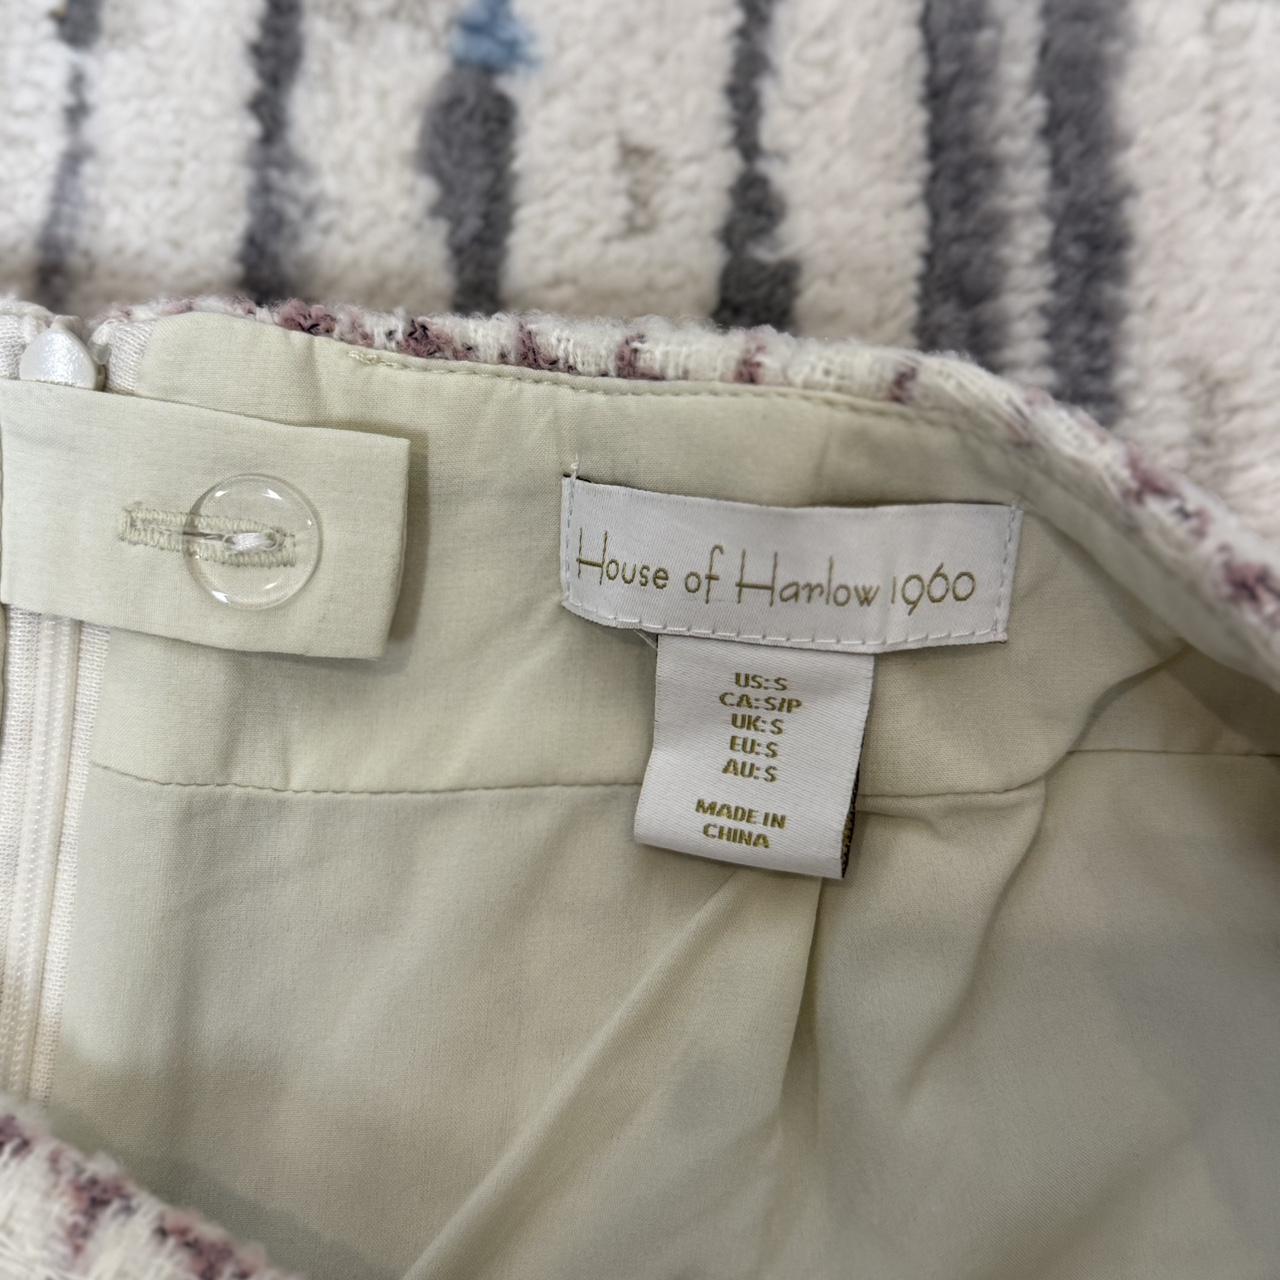 House of Harlow 1960
US: S
CA: S/P
UK: S
EU: S
AU: S
MADE IN
CHINA